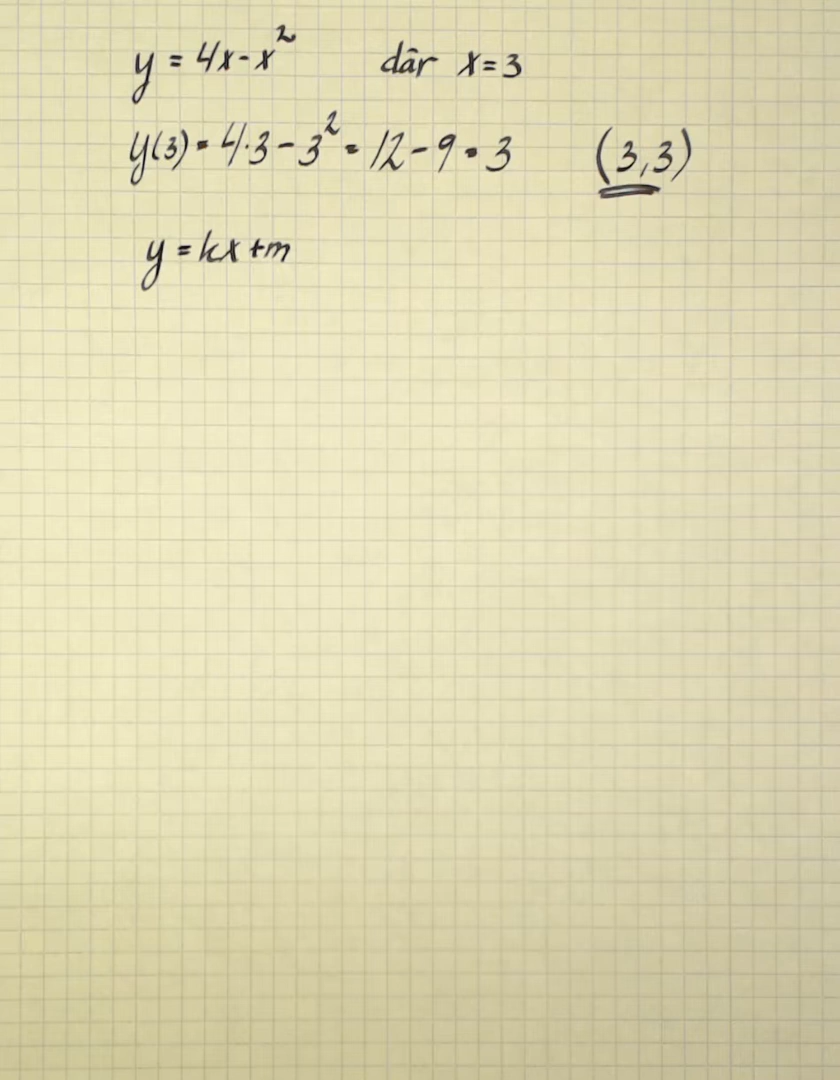 y = 4x - x² där x = 3
y(3) = 4·3 - 3² = 12 - 9 = 3 (3,3)
y = kx + m